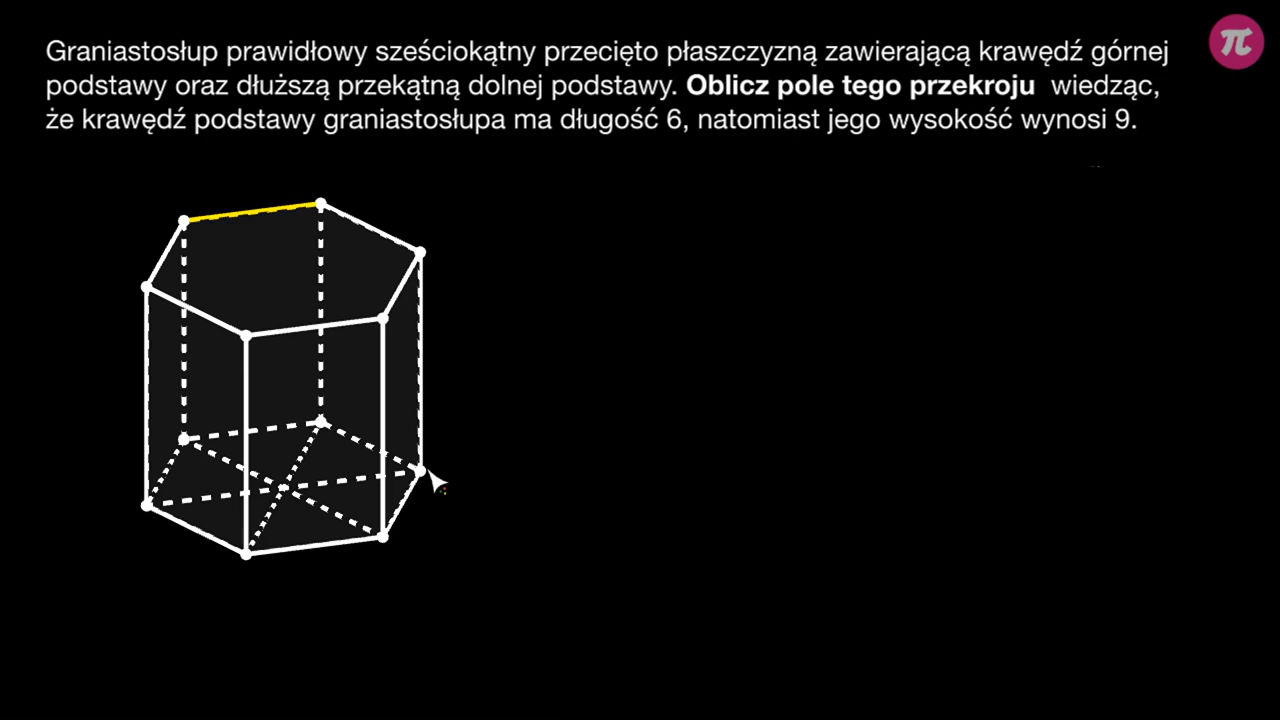 Graniastosłup prawidłowy sześciokątny przecięto płaszczyzną zawierającą krawędź górnej
podstawy oraz dłuższą przekątną dolnej podstawy. Oblicz pole tego przekroju wiedząc,
że krawędź podstawy graniastosłupa ma długość 6, natomiast jego wysokość wynosi 9.
π